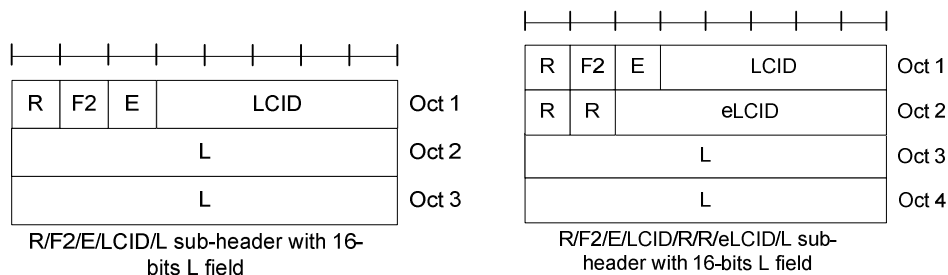 R F2 E LCID Oct 1
L Oct 2
L Oct 3
R/F2/E/LCID/L sub-header with 16-
bits L field
R F2 E LCID Oct 1
R R eLCID Oct 2
L Oct 3
L Oct 4
R/F2/E/LCID/R/R/eLCID/L sub-
header with 16-bits L field